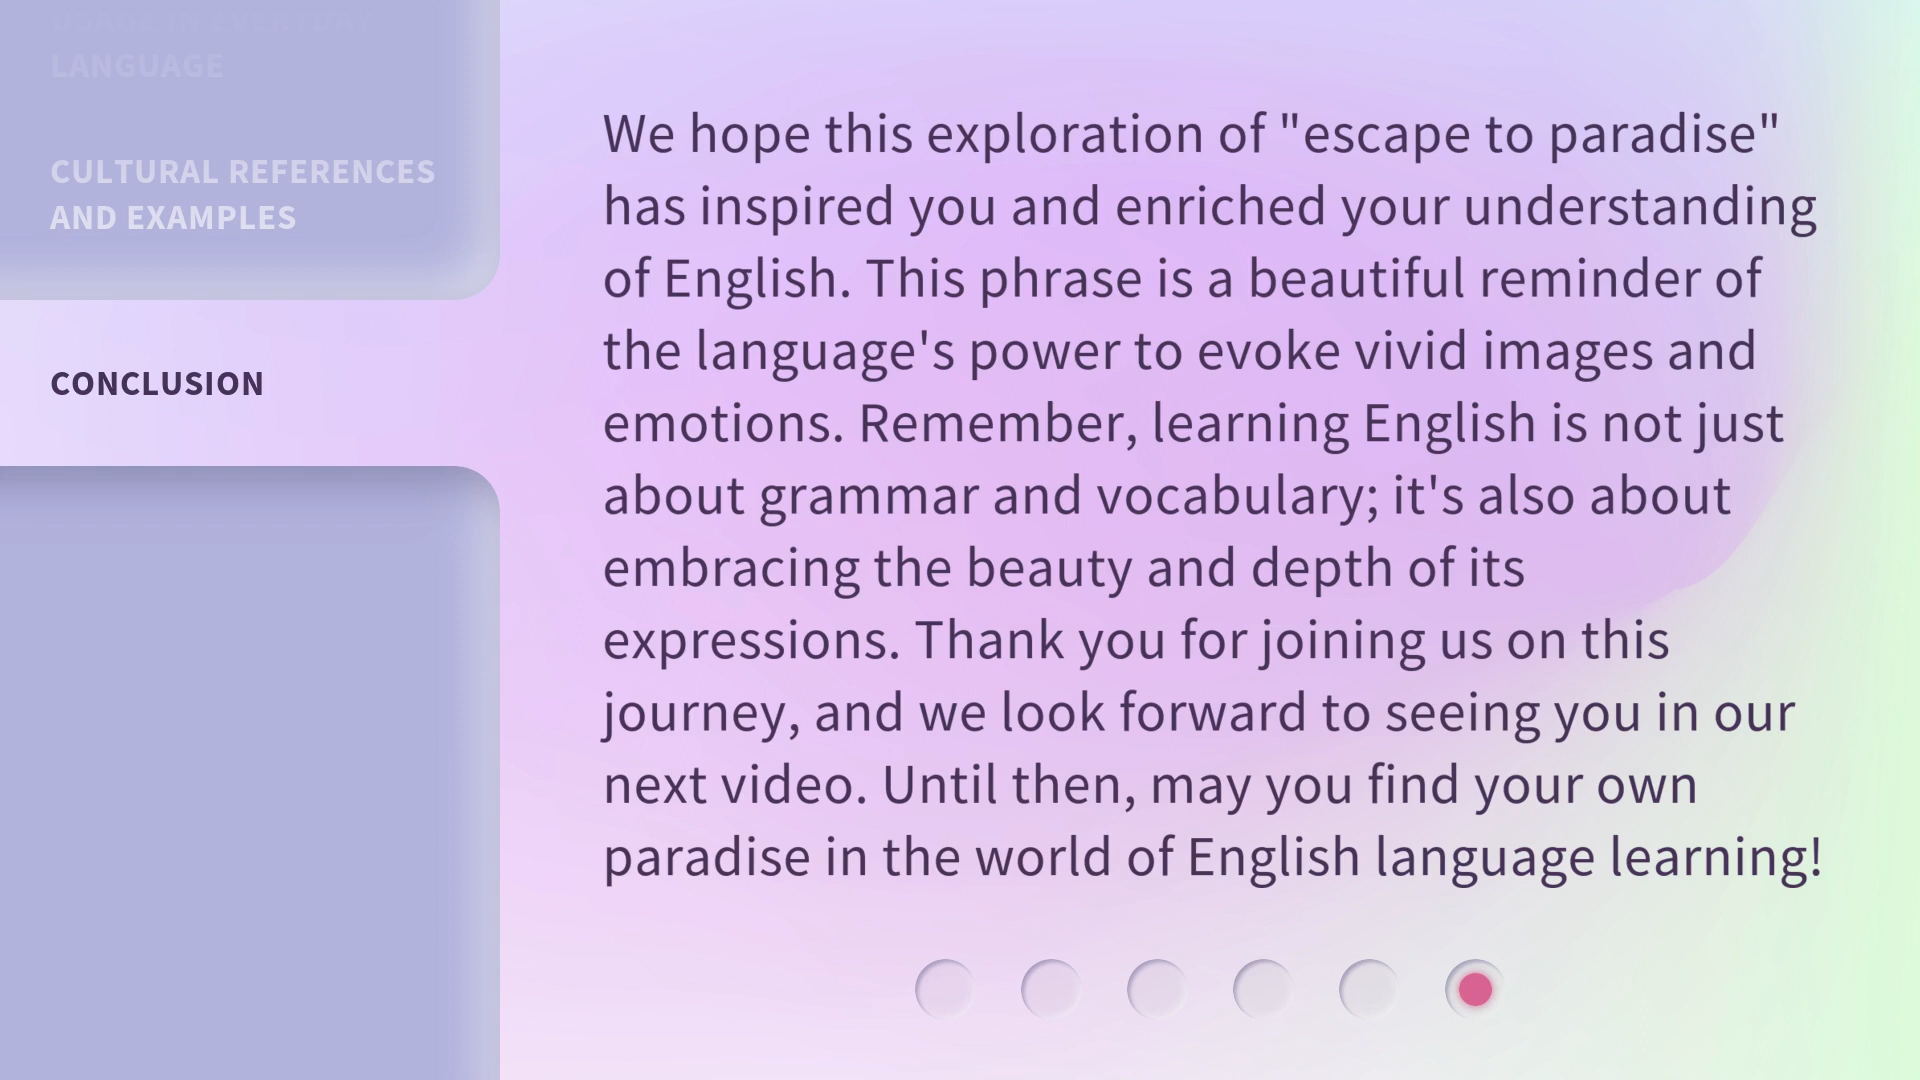 USAGE IN EVERYDAY
LANGUAGE
CULTURAL REFERENCES
AND EXAMPLES
CONCLUSION
We hope this exploration of "escape to paradise"
has inspired you and enriched your understanding
of English. This phrase is a beautiful reminder of
the language's power to evoke vivid images and
emotions. Remember, learning English is not just
about grammar and vocabulary; it's also about
embracing the beauty and depth of its
expressions. Thank you for joining us on this
journey, and we look forward to seeing you in our
next video. Until then, may you find your own
paradise in the world of English language learning!